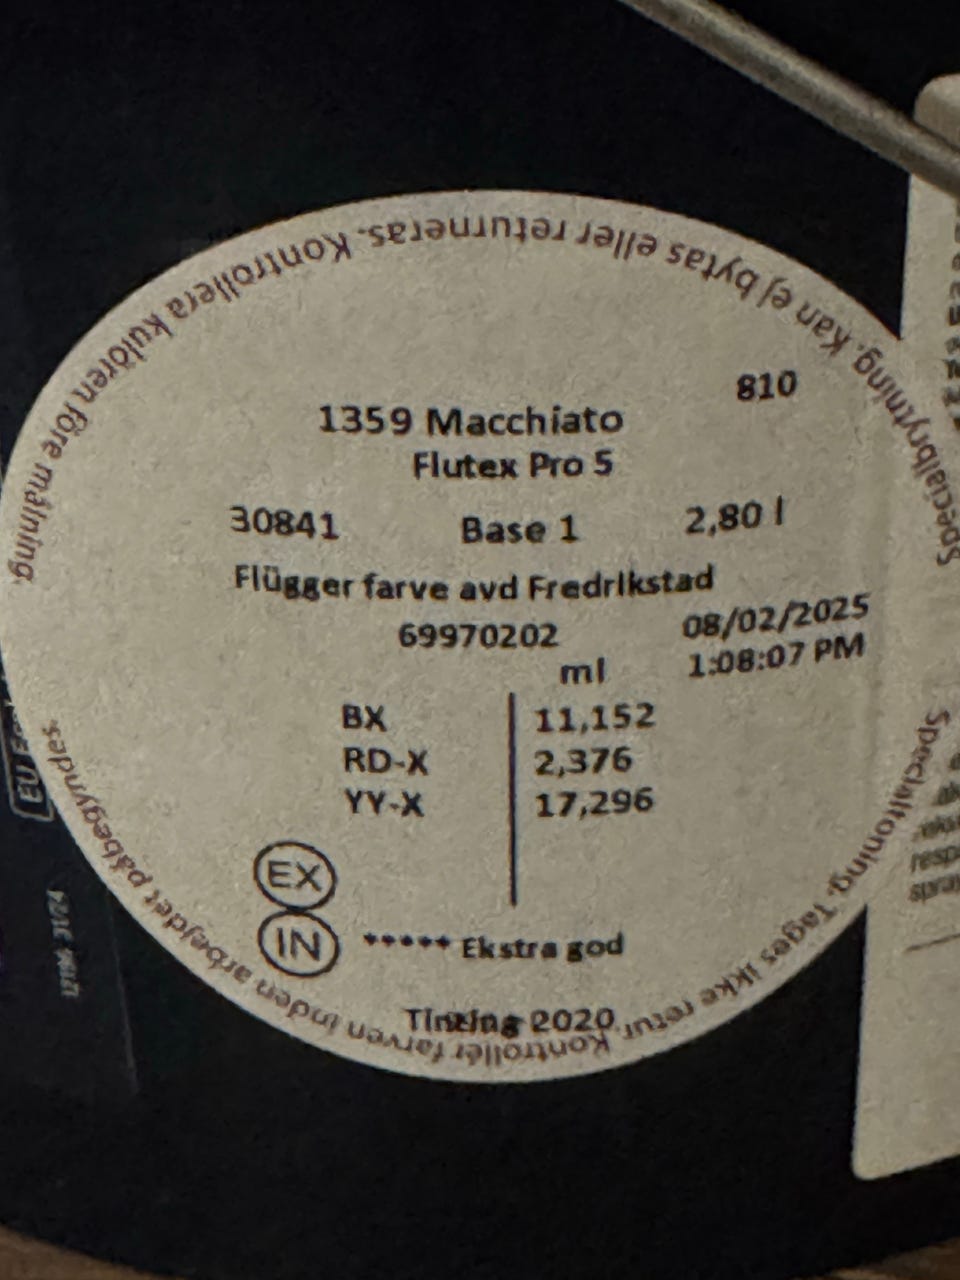 Specialbrytning. Kan ej bytas eller returneras. Kontrollera kulören före målning.
810
1359 Macchiato
Flutex Pro 5
30841 Base 1 2,80 l
Flügger farve avd Fredrikstad
69970202 08/02/2025
ml 1:08:07 PM
BX 11,152
RD-X 2,376
YY-X 17,296
EX
IN ***** Ekstra god
Tinting 2020
Specialtoning. Tages ikke retur. Kontrollér farven inden arbejdet påbegyndes.